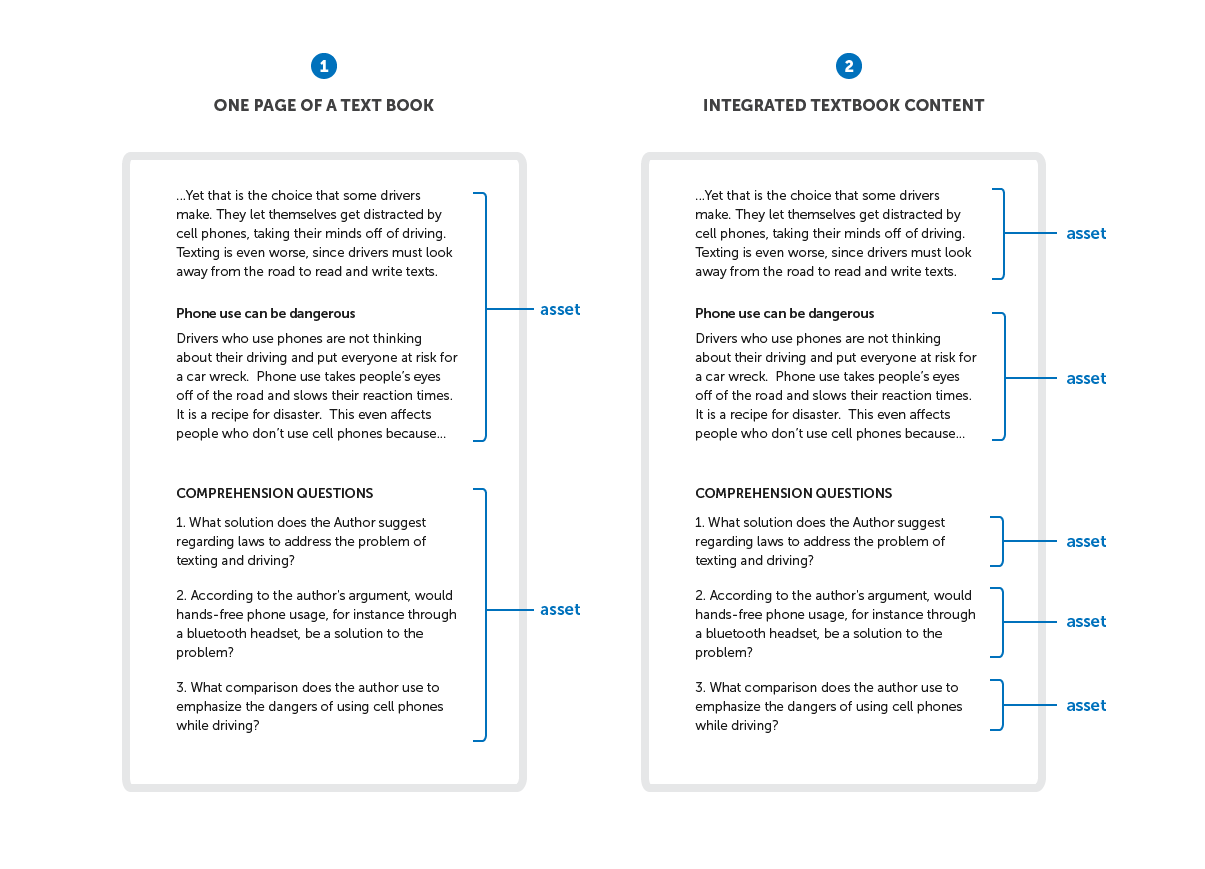 1
ONE PAGE OF A TEXT BOOK
...Yet that is the choice that some drivers
make. They let themselves get distracted by
cell phones, taking their minds off of driving.
Texting is even worse, since drivers must look
away from the road to read and write texts.
Phone use can be dangerous
Drivers who use phones are not thinking
about their driving and put everyone at risk for
a car wreck.  Phone use takes people’s eyes
off of the road and slows their reaction times.
It is a recipe for disaster.  This even affects
people who don’t use cell phones because...
asset
COMPREHENSION QUESTIONS
1. What solution does the Author suggest
regarding laws to address the problem of
texting and driving?
2. According to the author's argument, would
hands-free phone usage, for instance through
a bluetooth headset, be a solution to the
problem?
3. What comparison does the author use to
emphasize the dangers of using cell phones
while driving?
asset
2
INTEGRATED TEXTBOOK CONTENT
...Yet that is the choice that some drivers
make. They let themselves get distracted by
cell phones, taking their minds off of driving.
Texting is even worse, since drivers must look
away from the road to read and write texts.
asset
Phone use can be dangerous
Drivers who use phones are not thinking
about their driving and put everyone at risk for
a car wreck.  Phone use takes people’s eyes
off of the road and slows their reaction times.
It is a recipe for disaster.  This even affects
people who don’t use cell phones because...
asset
COMPREHENSION QUESTIONS
1. What solution does the Author suggest
regarding laws to address the problem of
texting and driving?
asset
2. According to the author's argument, would
hands-free phone usage, for instance through
a bluetooth headset, be a solution to the
problem?
asset
3. What comparison does the author use to
emphasize the dangers of using cell phones
while driving?
asset